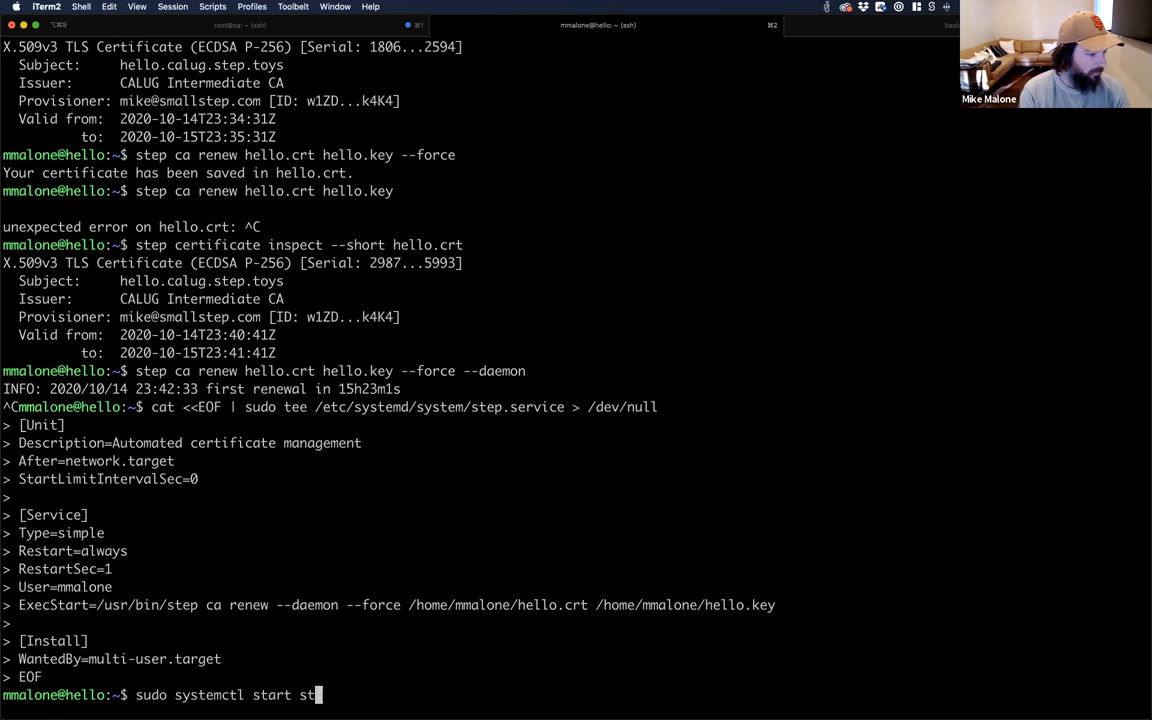 iTerm2 Shell Edit View Session Scripts Profiles Toolbelt Window Help
⌥⌘9 root@ca: ~ (ssh) ⌘1 mmalone@hello: ~ (ssh) ⌘2 bash
X.509v3 TLS Certificate (ECDSA P-256) [Serial: 1806...2594]
Subject: hello.calug.step.toys
Issuer: CALUG Intermediate CA
Provisioner: mike@smallstep.com [ID: w1ZD...k4K4]
Valid from: 2020-10-14T23:34:31Z
to: 2020-10-15T23:35:31Z
mmalone@hello:~$ step ca renew hello.crt hello.key --force
Your certificate has been saved in hello.crt.
mmalone@hello:~$ step ca renew hello.crt hello.key
unexpected error on hello.crt: ^C
mmalone@hello:~$ step certificate inspect --short hello.crt
X.509v3 TLS Certificate (ECDSA P-256) [Serial: 2987...5993]
Subject: hello.calug.step.toys
Issuer: CALUG Intermediate CA
Provisioner: mike@smallstep.com [ID: w1ZD...k4K4]
Valid from: 2020-10-14T23:40:41Z
to: 2020-10-15T23:41:41Z
mmalone@hello:~$ step ca renew hello.crt hello.key --force --daemon
INFO: 2020/10/14 23:42:33 first renewal in 15h23m1s
^Cmmalone@hello:~$ cat <<EOF | sudo tee /etc/systemd/system/step.service > /dev/null
> [Unit]
> Description=Automated certificate management
> After=network.target
> StartLimitIntervalSec=0
>
> [Service]
> Type=simple
> Restart=always
> RestartSec=1
> User=mmalone
> ExecStart=/usr/bin/step ca renew --daemon --force /home/mmalone/hello.crt /home/mmalone/hello.key
>
> [Install]
> WantedBy=multi-user.target
> EOF
mmalone@hello:~$ sudo systemctl start st
Mike Malone